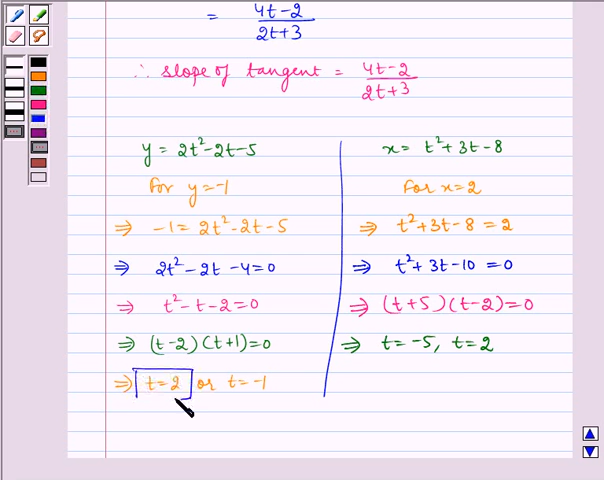 = 4t-2 / 2t+3
∴ slope of tangent = 4t-2 / 2t+3
y = 2t²-2t-5
For y=-1
⇒ -1 = 2t²-2t-5
⇒ 2t²-2t-4=0
⇒ t²-t-2=0
⇒ (t-2)(t+1)=0
⇒ t=2 or t=-1
x = t²+3t-8
For x=2
⇒ t²+3t-8=2
⇒ t²+3t-10=0
⇒ (t+5)(t-2)=0
⇒ t=-5, t=2